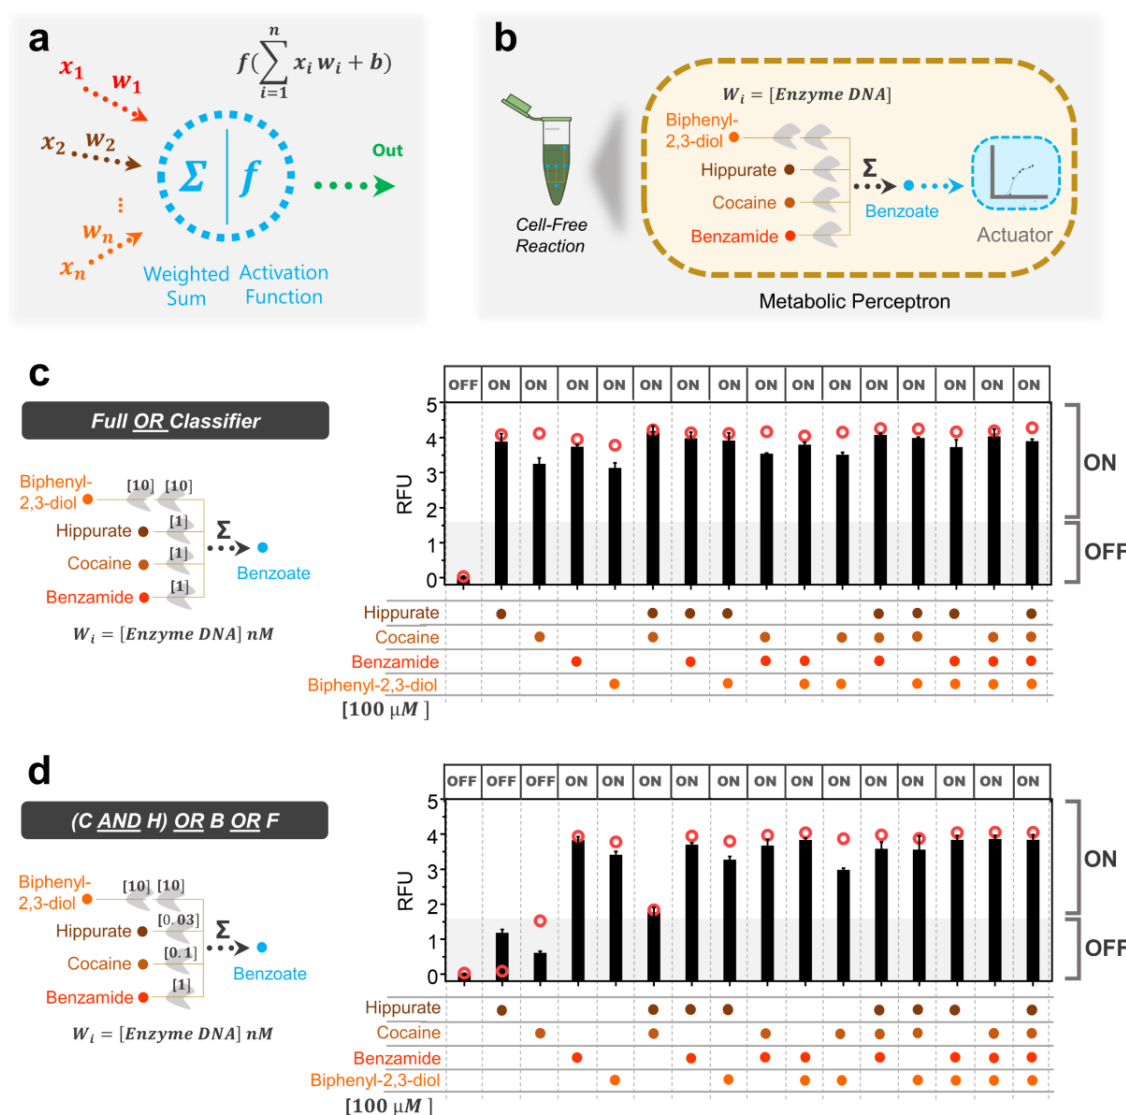 a
x1 w1
x2 w2
⋮
wn
xn
f(∑ xi wi + b)
n
i=1
Σ f
Out
Weighted Sum
Activation Function
b
Cell-Free
Reaction
Wi = [Enzyme DNA]
Biphenyl-
2,3-diol
Hippurate
Cocaine
Benzamide
Σ
Benzoate
Actuator
Metabolic Perceptron
c
Full OR Classifier
Biphenyl-
2,3-diol
[10] [10]
Hippurate [1]
Cocaine [1]
Benzamide [1]
Σ
Benzoate
Wi = [Enzyme DNA] nM
OFF ON ON ON ON ON ON ON ON ON ON ON ON ON ON ON
RFU
5
4
3
2
1
0
ON
OFF
Hippurate
Cocaine
Benzamide
Biphenyl-2,3-diol
[100 μM ]
d
(C AND H) OR B OR F
Biphenyl-
2,3-diol
[10] [10]
Hippurate [0.03]
Cocaine [0.1]
Benzamide [1]
Σ
Benzoate
Wi = [Enzyme DNA] nM
OFF OFF OFF ON ON ON ON ON ON ON ON ON ON ON ON ON
RFU
5
4
3
2
1
0
ON
OFF
Hippurate
Cocaine
Benzamide
Biphenyl-2,3-diol
[100 μM ]